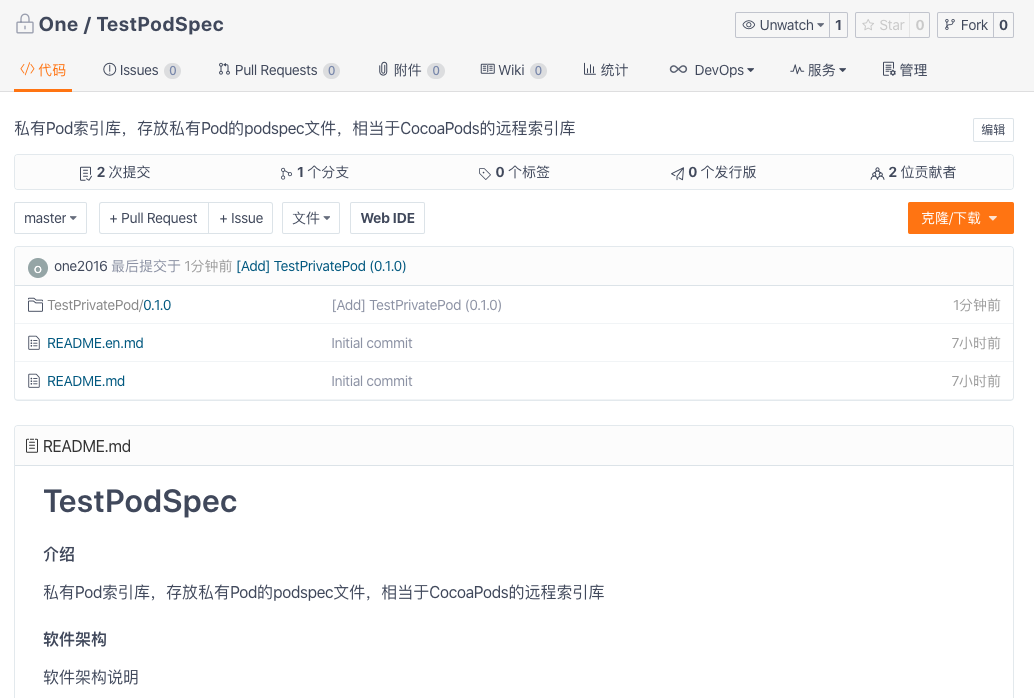 One / TestPodSpec
Unwatch 1 Star 0 Fork 0
代码 Issues 0 Pull Requests 0 附件 0 Wiki 0 统计 DevOps 服务 管理
私有Pod索引库，存放私有Pod的podspec文件，相当于CocoaPods的远程索引库
编辑
2 次提交 1 个分支 0 个标签 0 个发行版 2 位贡献者
master + Pull Request + Issue 文件 Web IDE 克隆/下载
O one2016 最后提交于 1分钟前 [Add] TestPrivatePod (0.1.0)
TestPrivatePod/0.1.0 [Add] TestPrivatePod (0.1.0) 1分钟前
README.en.md Initial commit 7小时前
README.md Initial commit 7小时前
README.md
TestPodSpec
介绍
私有Pod索引库，存放私有Pod的podspec文件，相当于CocoaPods的远程索引库
软件架构
软件架构说明